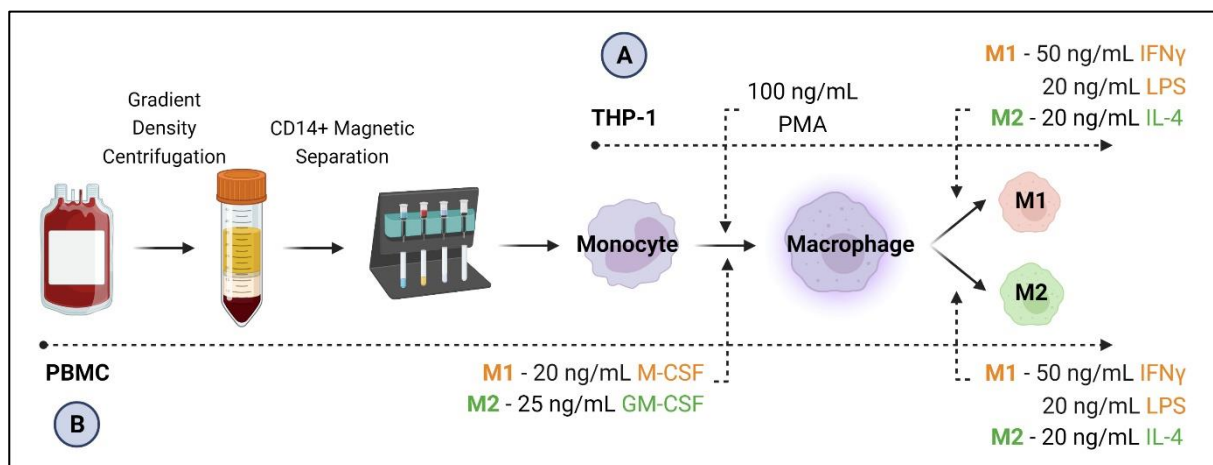 A
THP-1
100 ng/mL
PMA
M1 - 50 ng/mL IFNγ
20 ng/mL LPS
M2 - 20 ng/mL IL-4
Gradient
Density
Centrifugation
CD14+ Magnetic
Separation
Monocyte
Macrophage
M1
M2
PBMC
B
M1 - 20 ng/mL M-CSF
M2 - 25 ng/mL GM-CSF
M1 - 50 ng/mL IFNγ
20 ng/mL LPS
M2 - 20 ng/mL IL-4